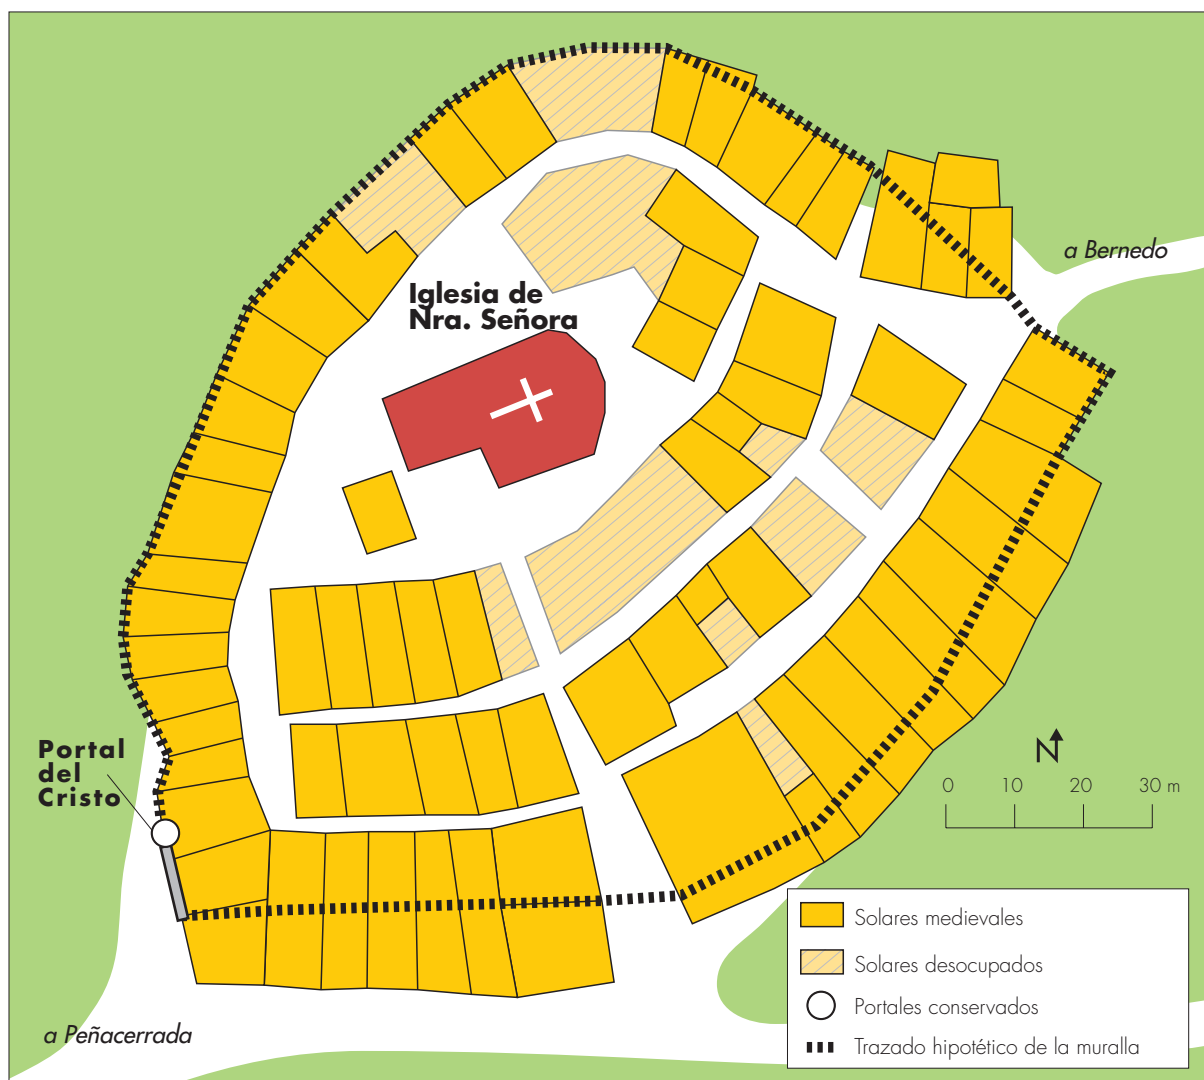 a Bernedo
Iglesia de
Nra. Señora
Portal
del
Cristo
N
0 10 20 30 m
Solares medievales
Solares desocupados
Portales conservados
Trazado hipotético de la muralla
a Peñacerrada